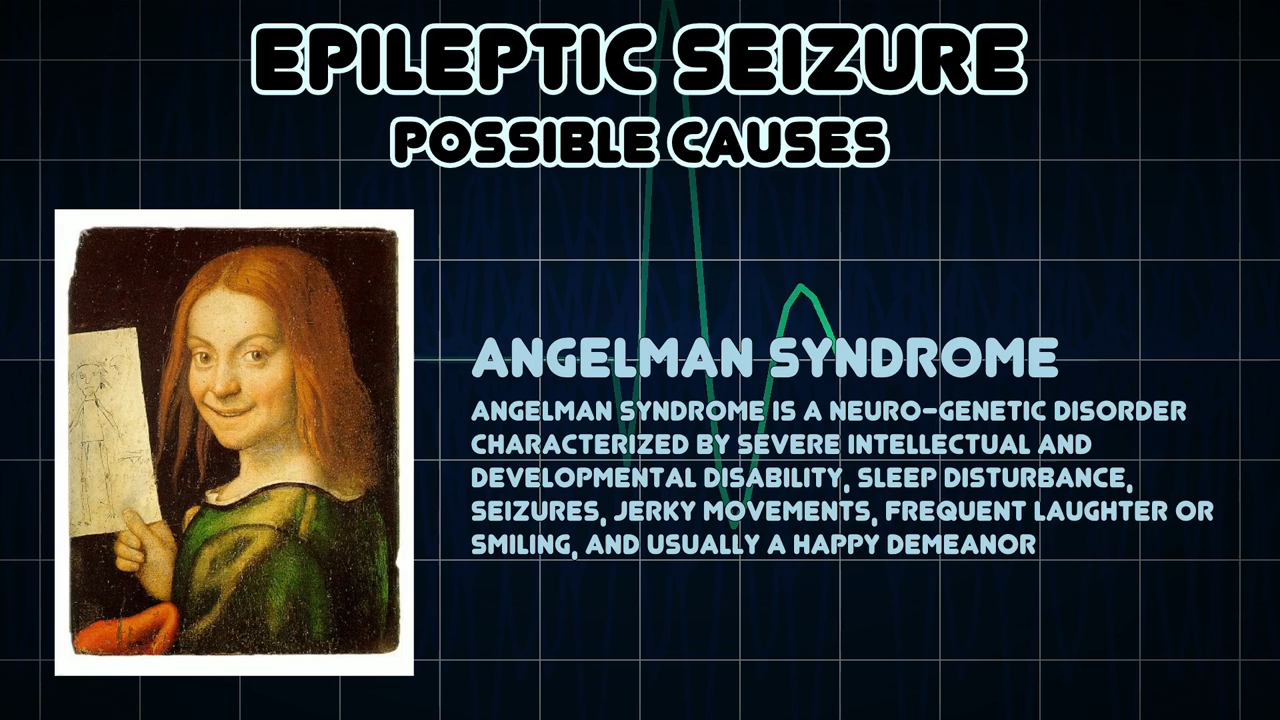 EPILEPTIC SEIZURE
POSSIBLE CAUSES
ANGELMAN SYNDROME
ANGELMAN SYNDROME IS A NEURO-GENETIC DISORDER
CHARACTERIZED BY SEVERE INTELLECTUAL AND
DEVELOPMENTAL DISABILITY, SLEEP DISTURBANCE,
SEIZURES, JERKY MOVEMENTS, FREQUENT LAUGHTER OR
SMILING, AND USUALLY A HAPPY DEMEANOR